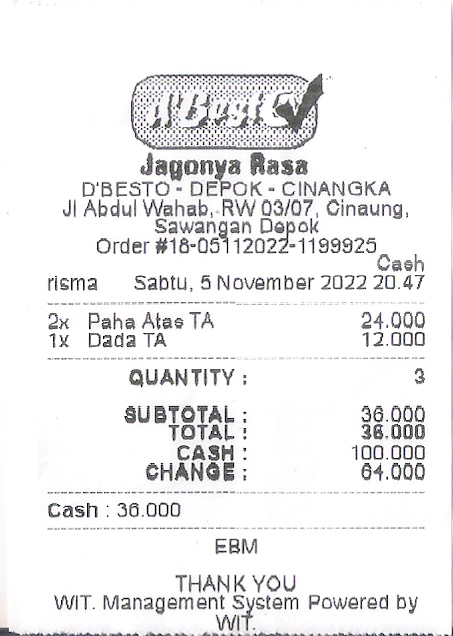 d'Besto
Jagonya Rasa
D'BESTO - DEPOK - CINANGKA
Jl Abdul Wahab, RW 03/07, Cinaung,
Sawangan Depok
Order #18-05112022-1199925
Cash
risma Sabtu, 5 November 2022 20.47
2x Paha Atas TA 24.000
1x Dada TA 12.000
QUANTITY : 3
SUBTOTAL : 36.000
TOTAL : 36.000
CASH : 100.000
CHANGE : 64.000
Cash : 36.000
EBM
THANK YOU
WIT. Management System Powered by
WIT.